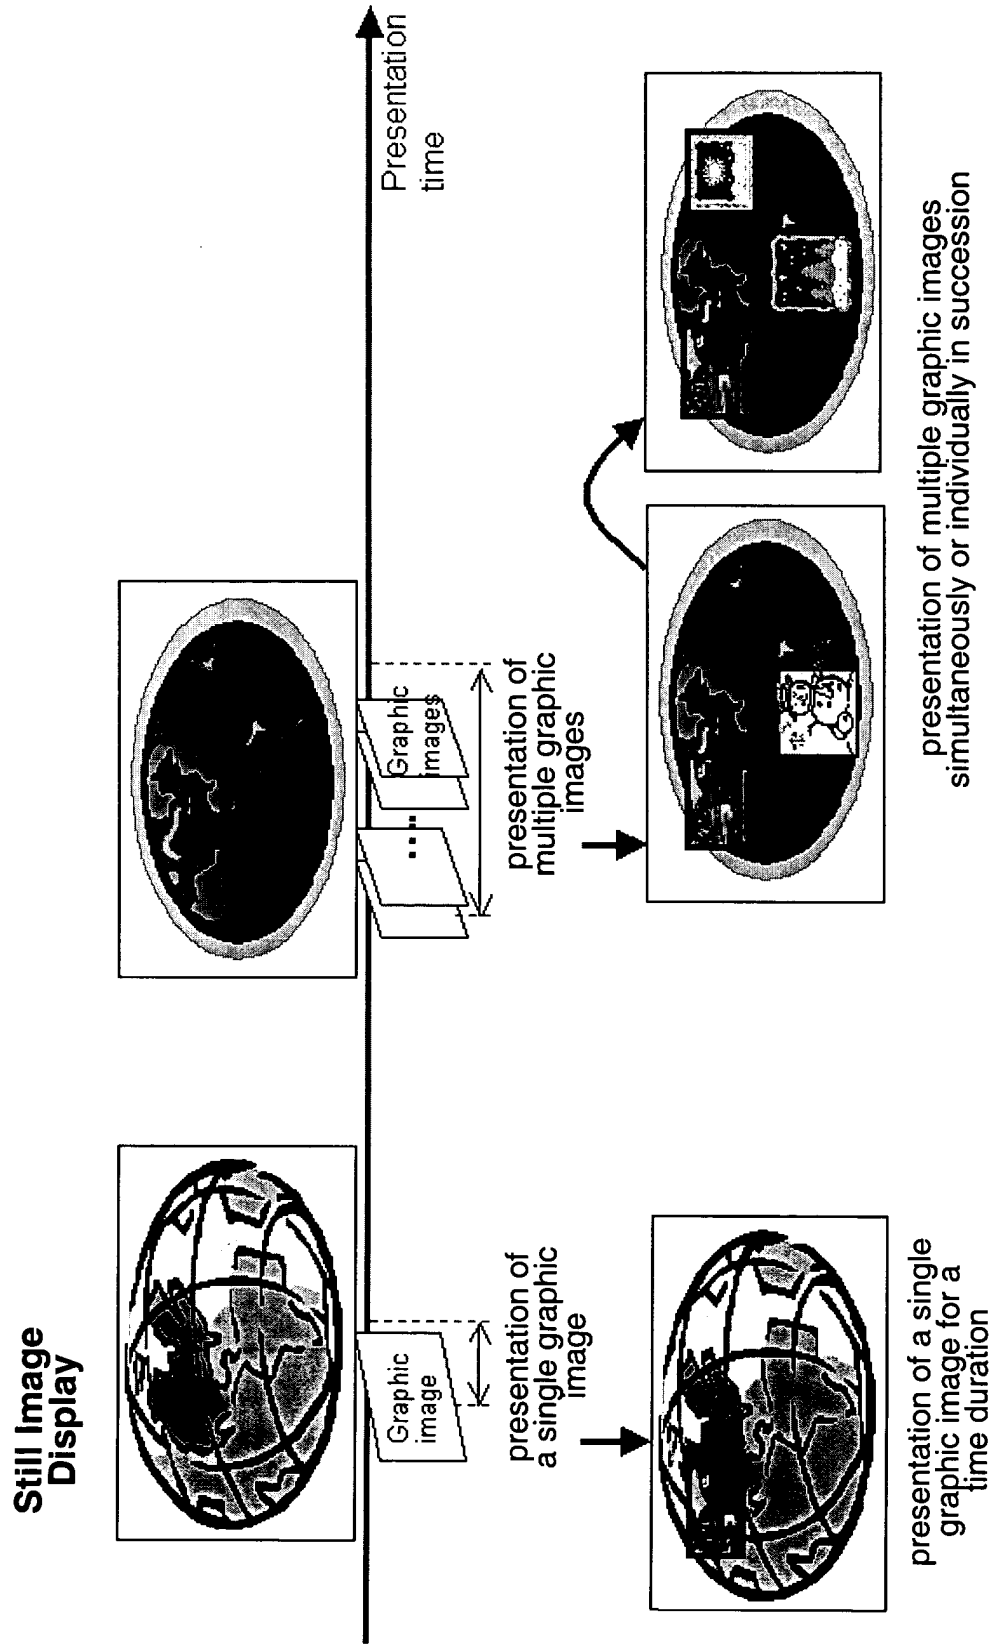 Still Image
Display
Presentation
time
Graphic
image
Graphic
images
presentation of
a single graphic
image
presentation of
multiple graphic
images
presentation of a single
graphic image for a
time duration
presentation of multiple graphic images
simultaneously or individually in succession